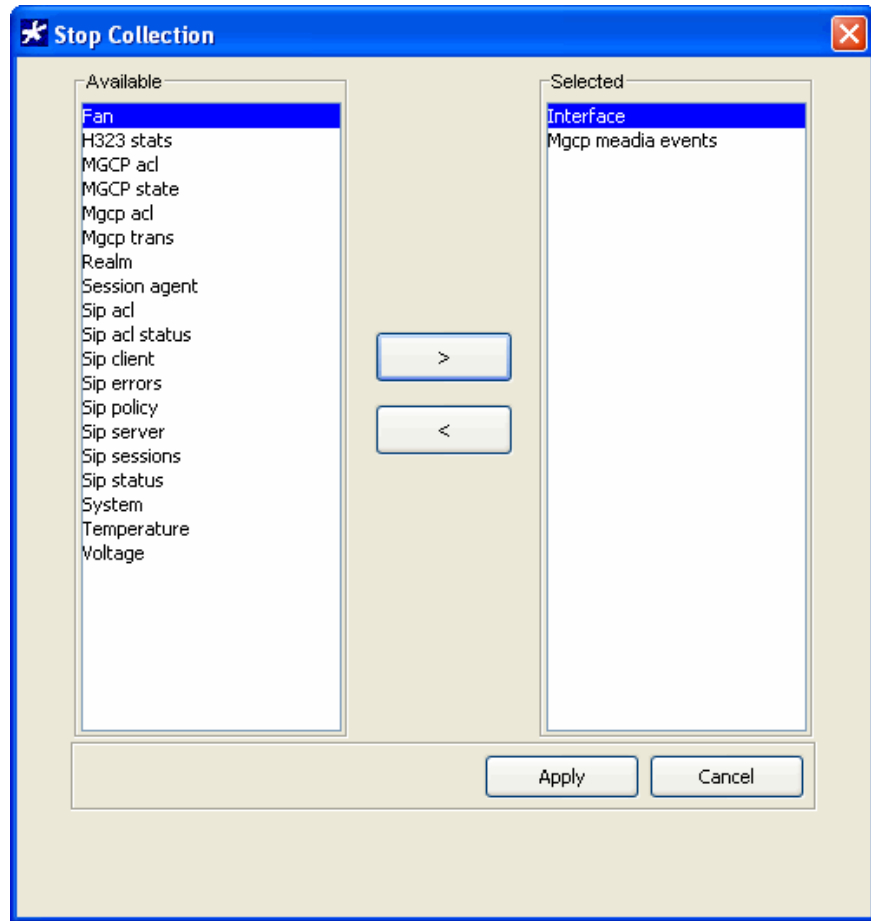 Stop Collection
Available
Fan
H323 stats
MGCP acl
MGCP state
Mgcp acl
Mgcp trans
Realm
Session agent
Sip acl
Sip acl status
Sip client
Sip errors
Sip policy
Sip server
Sip sessions
Sip status
System
Temperature
Voltage
>
<
Selected
Interface
Mgcp meadia events
Apply
Cancel